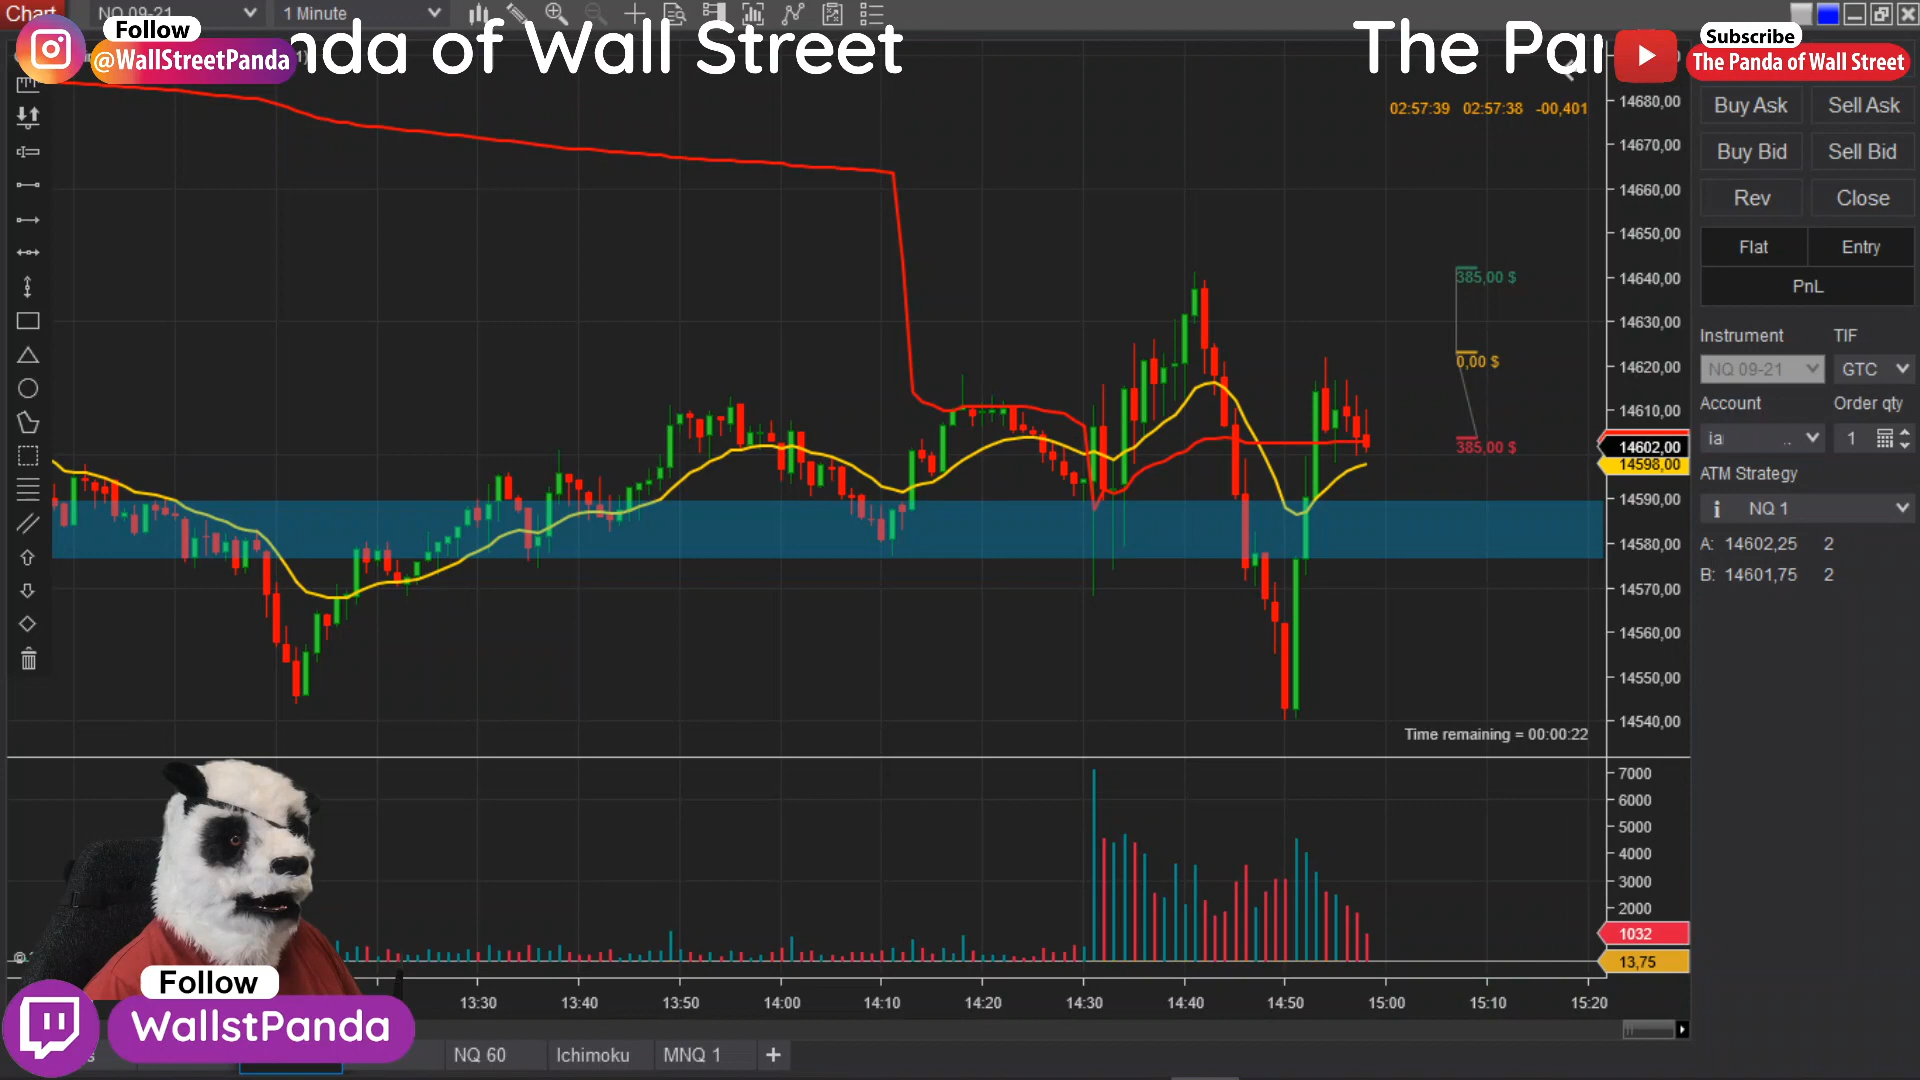 Chart
NQ 09-21
1 Minute
Follow
@WallStreetPanda
nda of Wall Street
The Pan
Subscribe
The Panda of Wall Street
02:57:39 02:57:38 -00,401
385,00 $
0,00 $
385,00 $
Time remaining = 00:00:22
14680,00
14670,00
14660,00
14650,00
14640,00
14630,00
14620,00
14610,00
14602,00
14598,00
14590,00
14580,00
14570,00
14560,00
14550,00
14540,00
7000
6000
5000
4000
3000
2000
1032
13,75
13:30 13:40 13:50 14:00 14:10 14:20 14:30 14:40 14:50 15:00 15:10 15:20
Buy Ask Sell Ask
Buy Bid Sell Bid
Rev Close
Flat Entry
PnL
Instrument TIF
NQ 09-21 GTC
Account Order qty
1
ATM Strategy
NQ 1
A: 14602,25 2
B: 14601,75 2
Follow
WallstPanda
NQ 60 Ichimoku MNQ 1 +